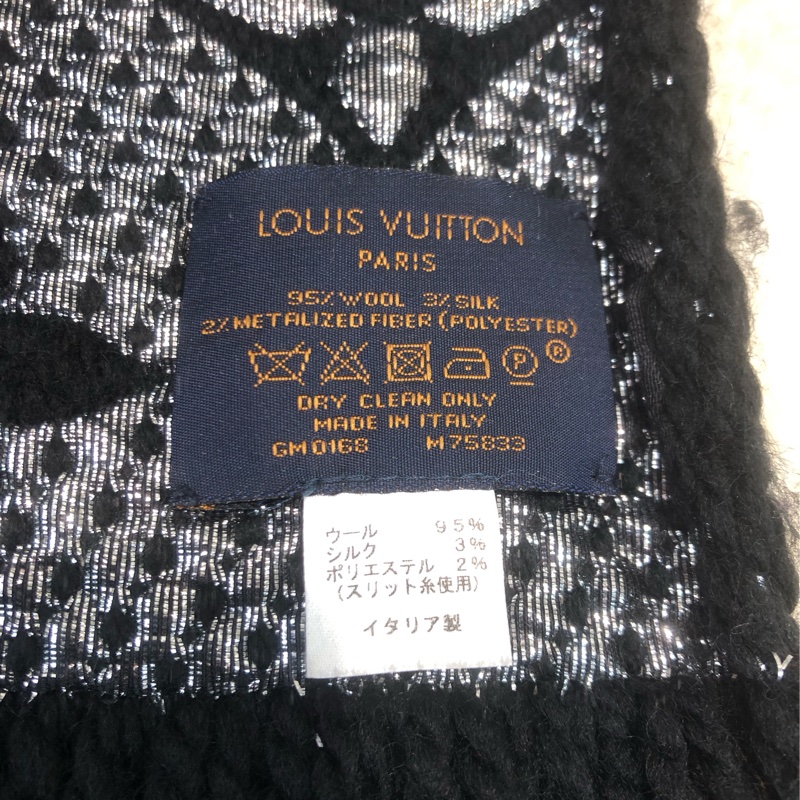 LOUIS VUITTON
PARIS
95% WOOL 3% SILK
2% METALIZED FIBER (POLYESTER)
P ®
DRY CLEAN ONLY
MADE IN ITALY
GM0168 M75833
ウール 95%
シルク 3%
ポリエステル 2%
(スリット糸使用)
イタリア製